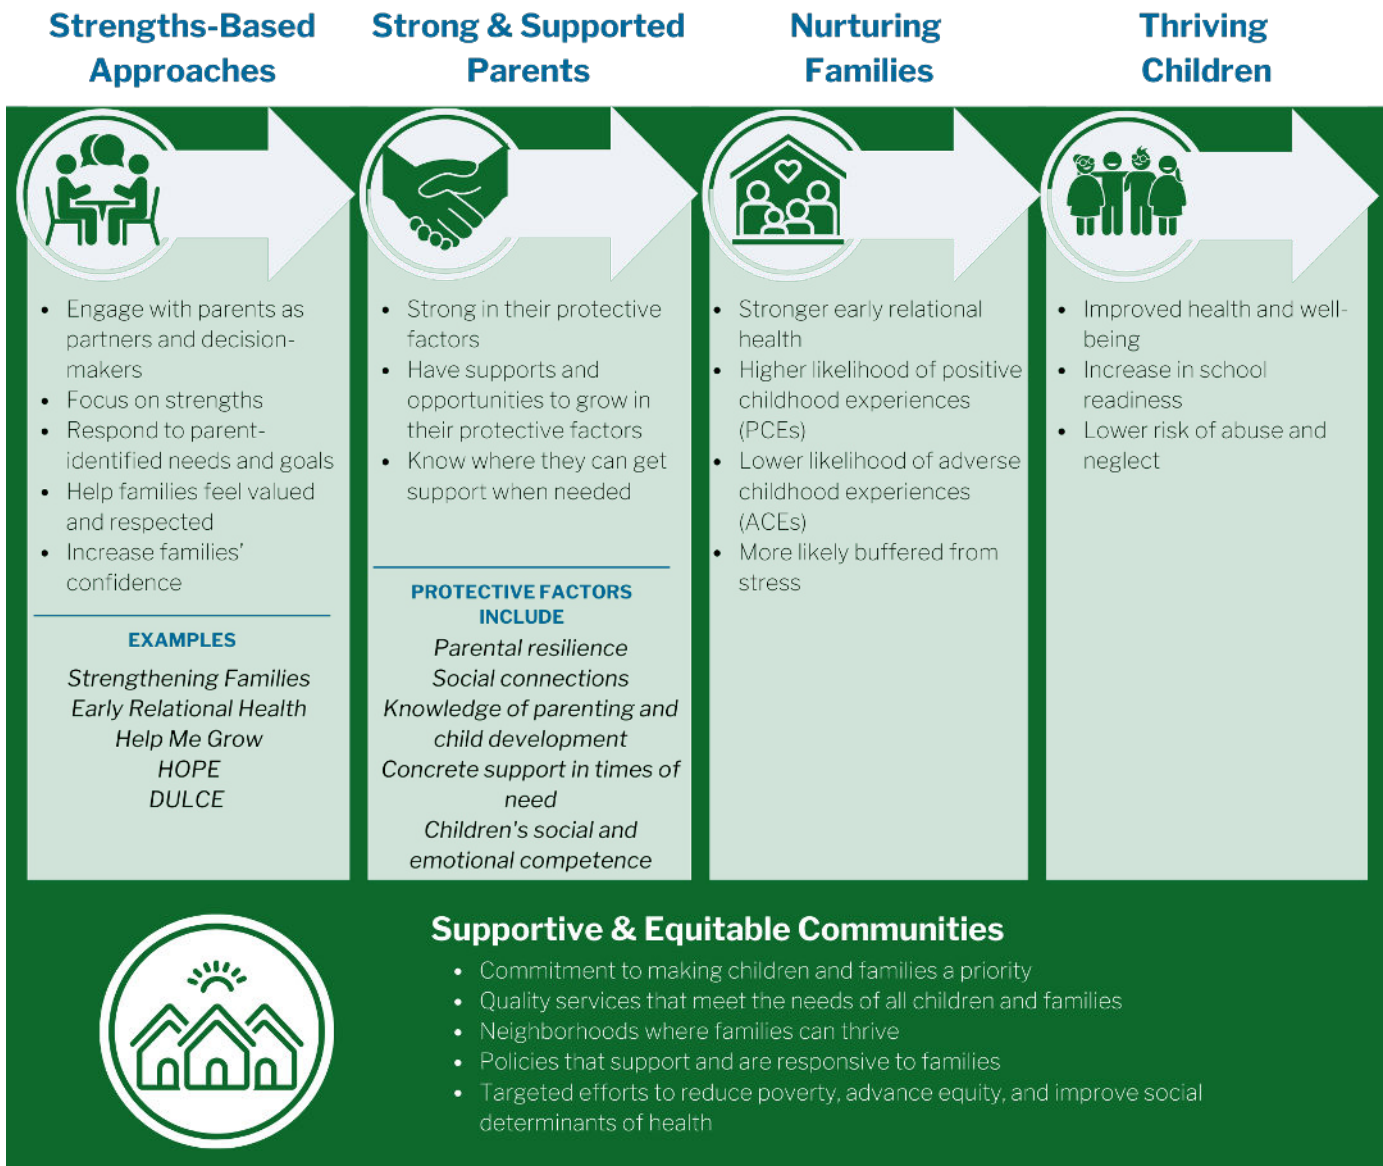 Strengths-Based
Approaches
Strong & Supported
Parents
Nurturing
Families
Thriving
Children
• Engage with parents as
partners and decision-
makers
• Focus on strengths
• Respond to parent-
identified needs and goals
• Help families feel valued
and respected
• Increase families’
confidence
EXAMPLES
Strengthening Families
Early Relational Health
Help Me Grow
HOPE
DULCE
• Strong in their protective
factors
• Have supports and
opportunities to grow in
their protective factors
• Know where they can get
support when needed
PROTECTIVE FACTORS
INCLUDE
Parental resilience
Social connections
Knowledge of parenting and
child development
Concrete support in times of
need
Children's social and
emotional competence
• Stronger early relational
health
• Higher likelihood of positive
childhood experiences
(PCEs)
• Lower likelihood of adverse
childhood experiences
(ACEs)
• More likely buffered from
stress
• Improved health and well-
being
• Increase in school
readiness
• Lower risk of abuse and
neglect
Supportive & Equitable Communities
• Commitment to making children and families a priority
• Quality services that meet the needs of all children and families
• Neighborhoods where families can thrive
• Policies that support and are responsive to families
• Targeted efforts to reduce poverty, advance equity, and improve social
determinants of health